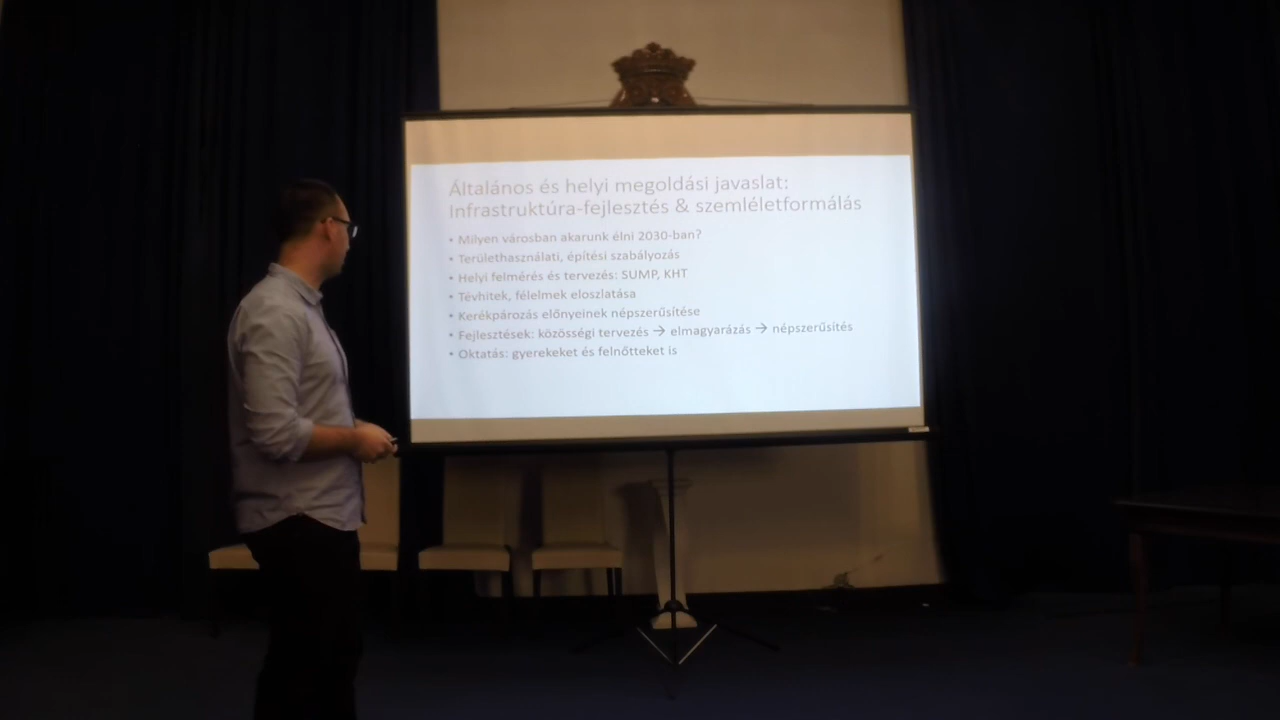 Általános és helyi megoldási javaslat:
Infrastruktúra-fejlesztés & szemléletformálás
• Milyen városban akarunk élni 2030-ban?
• Területhasználati, építési szabályozás
• Helyi felmérés és tervezés: SUMP, KHT
• Tévhitek, félelmek eloszlatása
• Kerékpározás előnyeinek népszerűsítése
• Fejlesztések: közösségi tervezés → elmagyarázás → népszerűsítés
• Oktatás: gyerekeket és felnőtteket is